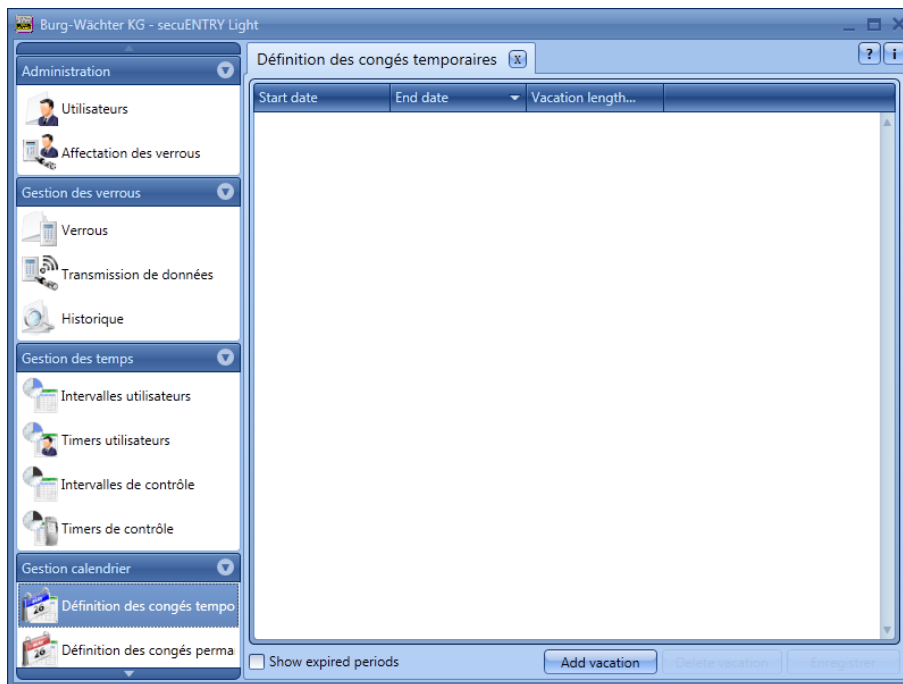 Burg-Wächter KG - secuENTRY Light
Administration
Utilisateurs
Affectation des verrous
Gestion des verrous
Verrous
Transmission de données
Historique
Gestion des temps
Intervalles utilisateurs
Timers utilisateurs
Intervalles de contrôle
Timers de contrôle
Gestion calendrier
Définition des congés tempo
Définition des congés perma
Définition des congés temporaires x
? i
Start date End date Vacation length...
Show expired periods Add vacation Delete vacation Enregistrer